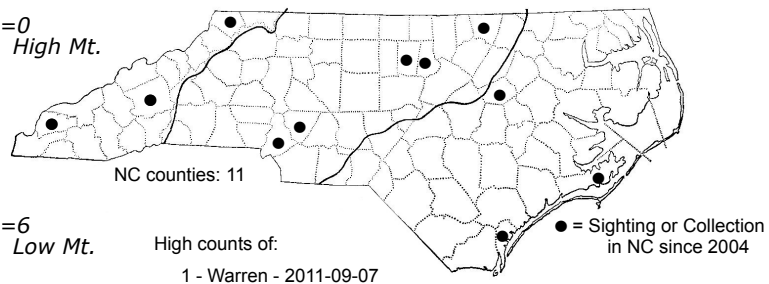 =0
High Mt.
NC counties: 11
=6
Low Mt.
High counts of:
1 - Warren - 2011-09-07
● = Sighting or Collection
in NC since 2004